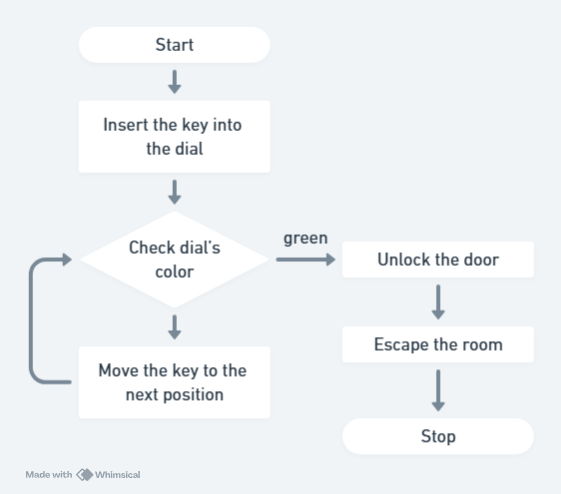 Start
Insert the key into
the dial
Check dial's
color
green
Unlock the door
Move the key to the
next position
Escape the room
Stop
Made with Whimsical